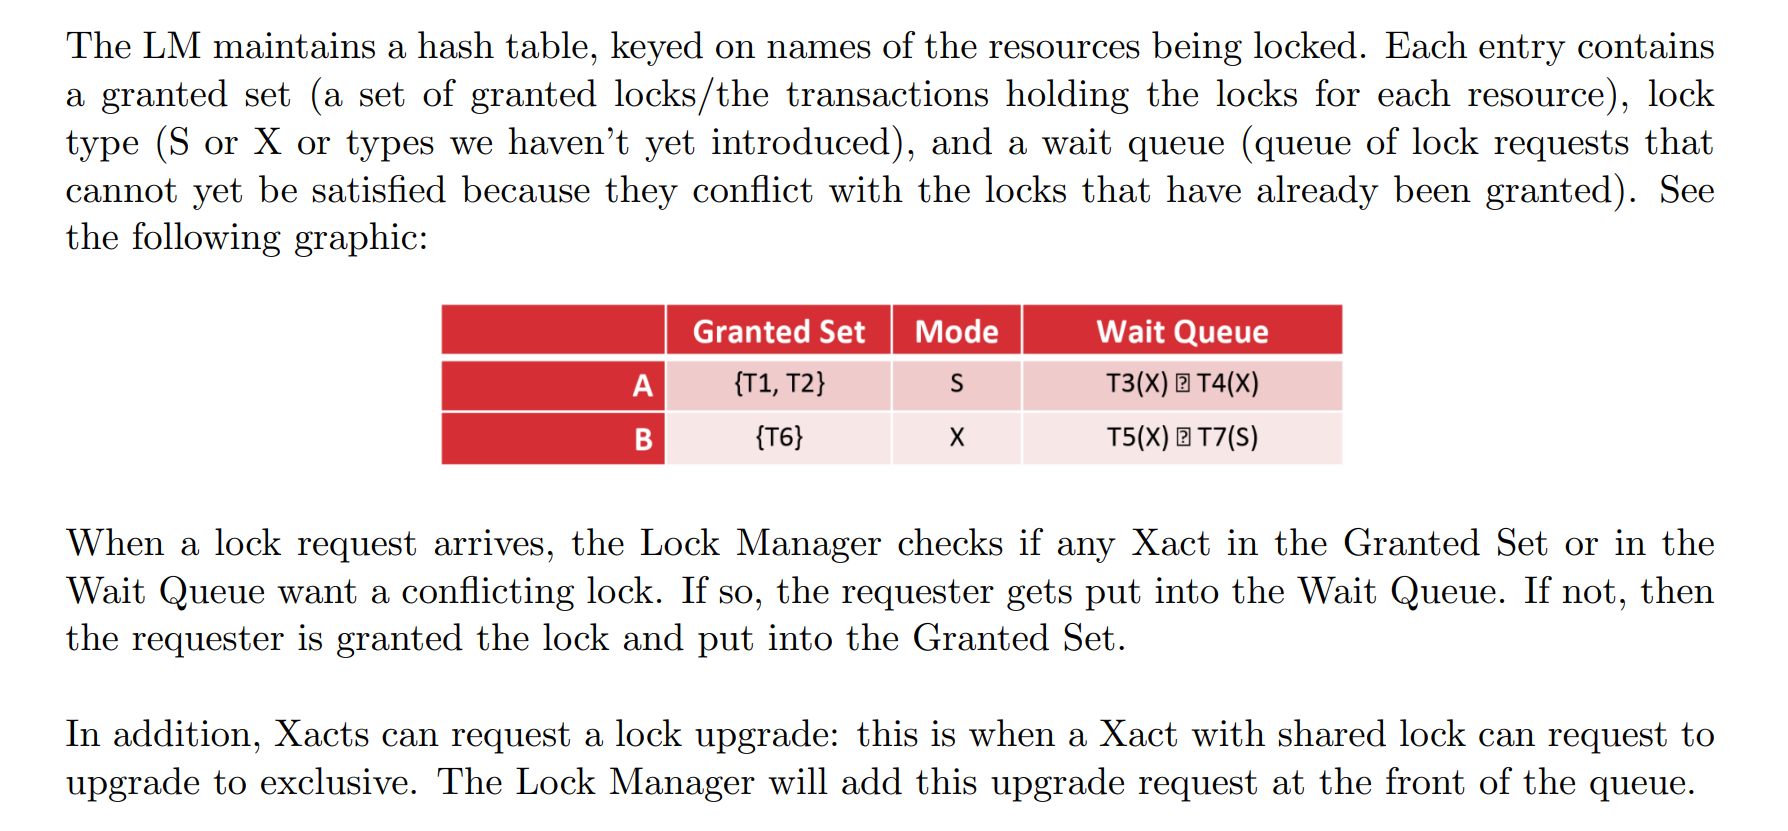 The LM maintains a hash table, keyed on names of the resources being locked. Each entry contains
a granted set (a set of granted locks/the transactions holding the locks for each resource), lock
type (S or X or types we haven't yet introduced), and a wait queue (queue of lock requests that
cannot yet be satisfied because they conflict with the locks that have already been granted). See
the following graphic:
Granted Set Mode Wait Queue
A {T1, T2} S T3(X) ⍰ T4(X)
B {T6} X T5(X) ⍰ T7(S)
When a lock request arrives, the Lock Manager checks if any Xact in the Granted Set or in the
Wait Queue want a conflicting lock. If so, the requester gets put into the Wait Queue. If not, then
the requester is granted the lock and put into the Granted Set.
In addition, Xacts can request a lock upgrade: this is when a Xact with shared lock can request to
upgrade to exclusive. The Lock Manager will add this upgrade request at the front of the queue.